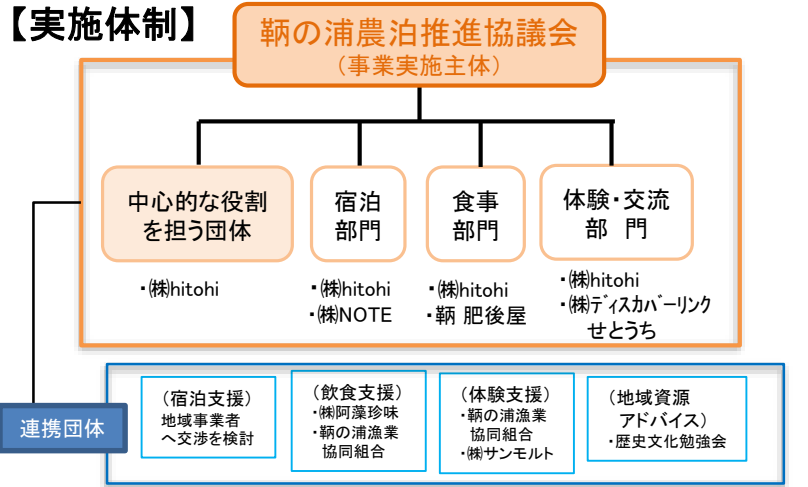 【実施体制】
鞆の浦農泊推進協議会
（事業実施主体）
中心的な役割
を担う団体
・㈱hitohi
宿泊
部門
・㈱hitohi
・㈱NOTE
食事
部門
・㈱hitohi
・鞆 肥後屋
体験・交流
部 門
・㈱hitohi
・㈱ﾃﾞｨｽｶﾊﾞｰﾘﾝｸ
せとうち
連携団体
（宿泊支援）
地域事業者
へ交渉を検討
（飲食支援）
・㈱阿藻珍味
・鞆の浦漁業
協同組合
（体験支援）
・鞆の浦漁業
協同組合
・㈱サンモルト
（地域資源
アドバイス）
・歴史文化勉強会